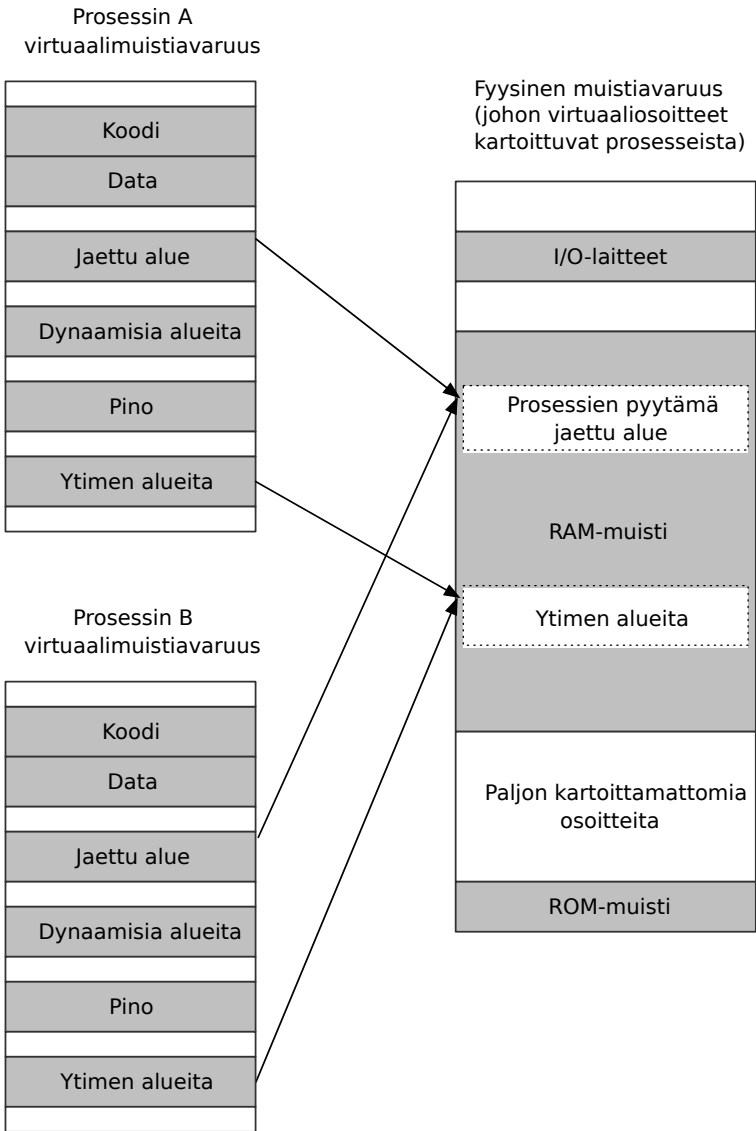 Prosessin A
virtuaalimuistiavaruus
Koodi
Data
Jaettu alue
Dynaamisia alueita
Pino
Ytimen alueita
Prosessin B
virtuaalimuistiavaruus
Koodi
Data
Jaettu alue
Dynaamisia alueita
Pino
Ytimen alueita
Fyysinen muistiavaruus
(johon virtuaaliosoitteet
kartoittuvat prosesseista)
I/O-laitteet
Prosessien pyytämä
jaettu alue
RAM-muisti
Ytimen alueita
Paljon kartoittamattomia
osoitteita
ROM-muisti